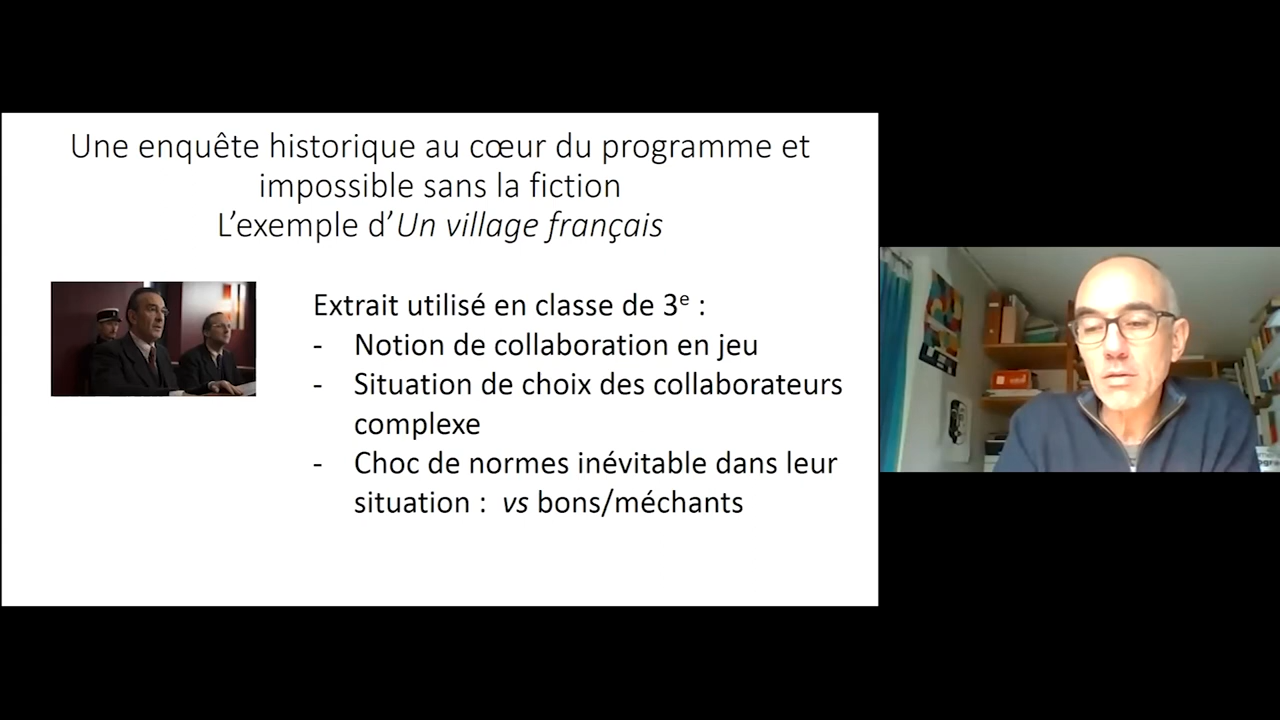 Une enquête historique au cœur du programme et
impossible sans la fiction
L’exemple d’Un village français
Extrait utilisé en classe de 3ᵉ :
- Notion de collaboration en jeu
- Situation de choix des collaborateurs
complexe
- Choc de normes inévitable dans leur
situation : vs bons/méchants